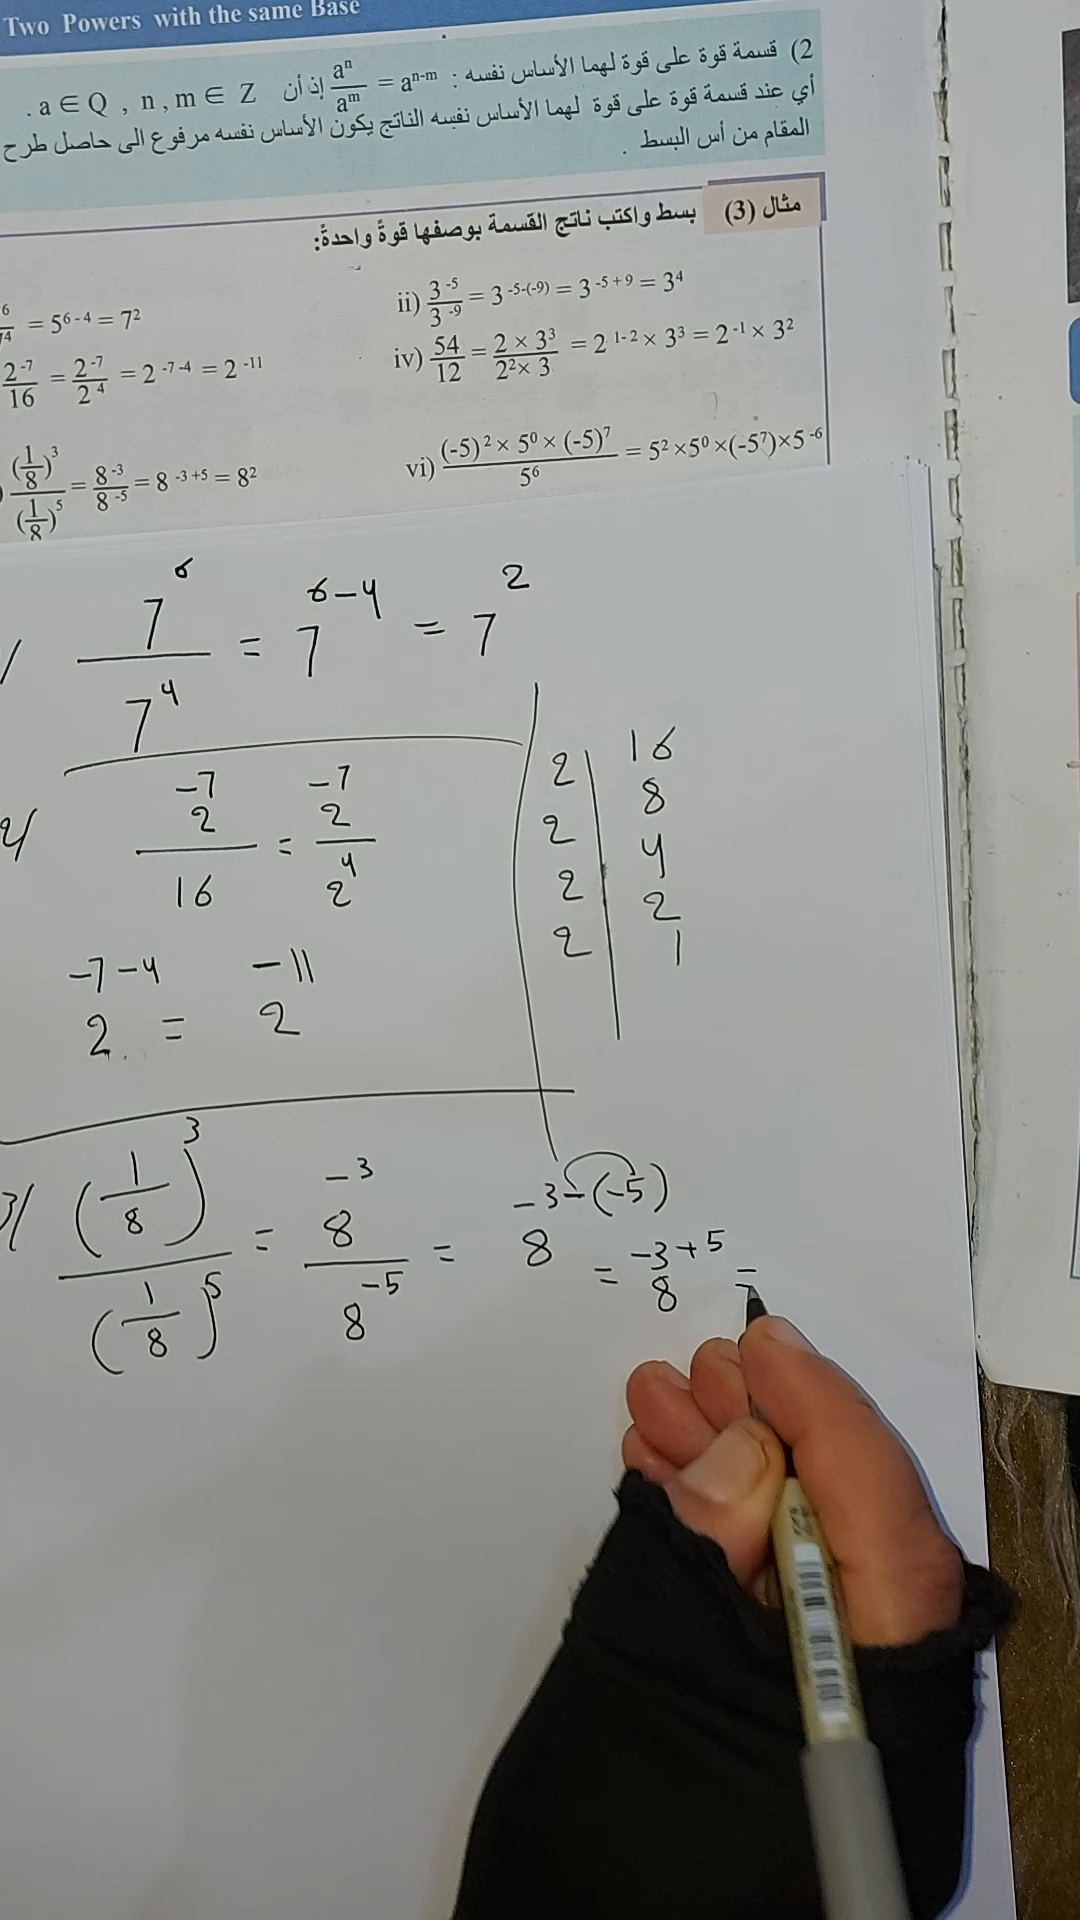 Two Powers with the same Base
2) قسمة قوة على قوة لهما الأساس نفسه : aⁿ/aᵐ = aⁿ⁻ᵐ إذ أن a ∈ Q , n , m ∈ Z .
أي عند قسمة قوة على قوة لهما الأساس نفسه الناتج يكون الأساس نفسه مرفوع الى حاصل طرح
المقام من أس البسط .
مثال (3) بسط واكتب ناتج القسمة بوصفها قوةً واحدةً:
= 5⁶⁻⁴ = 7²
ii) 3⁻⁵/3⁻⁹ = 3⁻⁵⁻⁽⁻⁹⁾ = 3⁻⁵⁺⁹ = 3⁴
2⁻⁷/16 = 2⁻⁷/2⁴ = 2⁻⁷⁻⁴ = 2⁻¹¹
iv) 54/12 = 2 × 3³/2²× 3 = 2¹⁻² × 3³ = 2⁻¹ × 3²
(1/8)³/(1/8)⁵ = 8⁻³/8⁻⁵ = 8⁻³⁺⁵ = 8²
vi) (-5)² × 5⁰ × (-5)⁷/5⁶ = 5² ×5⁰ ×(-5⁷)×5⁻⁶
1/ 7⁶/7⁴ = 7⁶⁻⁴ = 7²
2/ 2⁻⁷/16 = 2⁻⁷/2⁴
2⁻⁷⁻⁴ = 2⁻¹¹
2 | 16
2 | 8
2 | 4
2 | 2
1
3/ (1/8)³/(1/8)⁵ = 8⁻³/8⁻⁵ = 8⁻³⁻⁽⁻⁵⁾ = 8⁻³⁺⁵ =